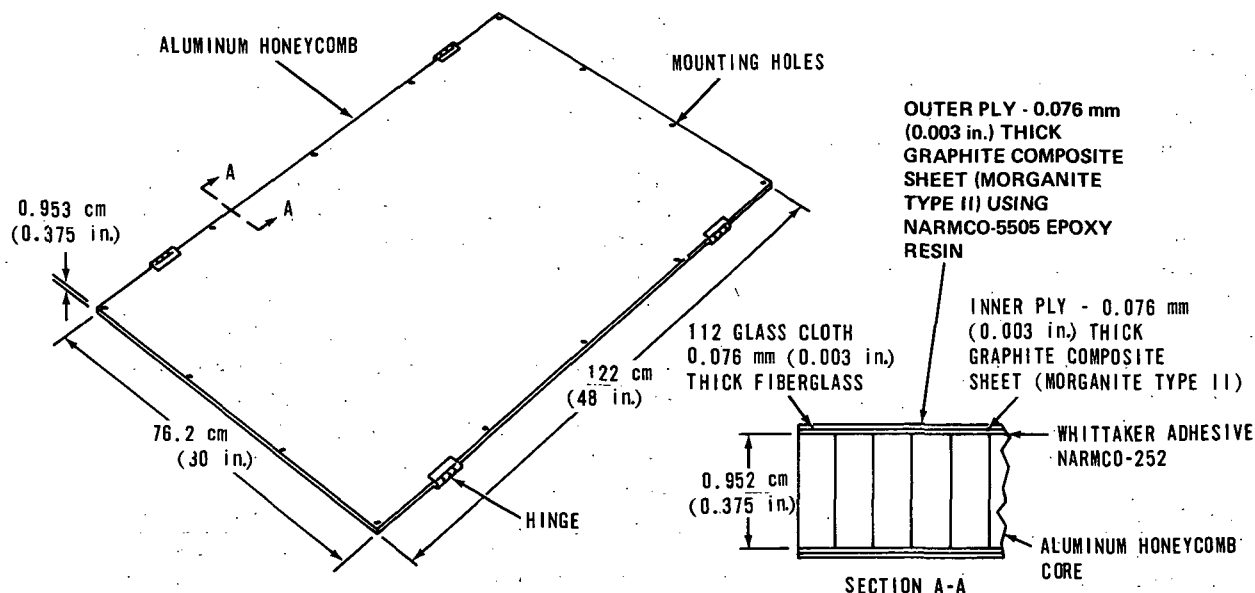 ALUMINUM HONEYCOMB
MOUNTING HOLES
A
A
0.953 cm
(0.375 in.)
76.2 cm
(30 in.)
122 cm
(48 in.)
HINGE
OUTER PLY - 0.076 mm
(0.003 in.) THICK
GRAPHITE COMPOSITE
SHEET (MORGANITE
TYPE II) USING
NARMCO-5505 EPOXY
RESIN
112 GLASS CLOTH
0.076 mm (0.003 in.)
THICK FIBERGLASS
INNER PLY - 0.076 mm
(0.003 in.) THICK
GRAPHITE COMPOSITE
SHEET (MORGANITE TYPE II)
WHITTAKER ADHESIVE
NARMCO-252
0.952 cm
(0.375 in.)
ALUMINUM HONEYCOMB
CORE
SECTION A-A